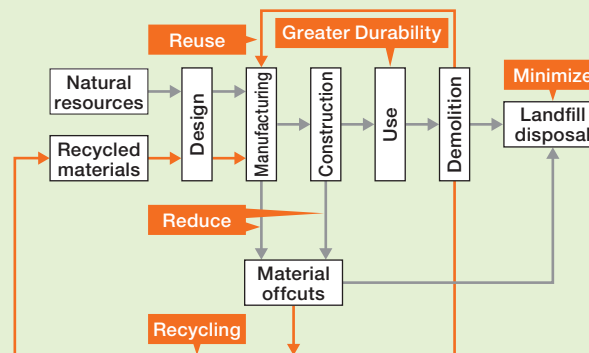 Reuse
Greater Durability
Minimize
Natural
resources
Recycled
materials
Design
Manufacturing
Construction
Use
Demolition
Landfill
disposal
Reduce
Material
offcuts
Recycling